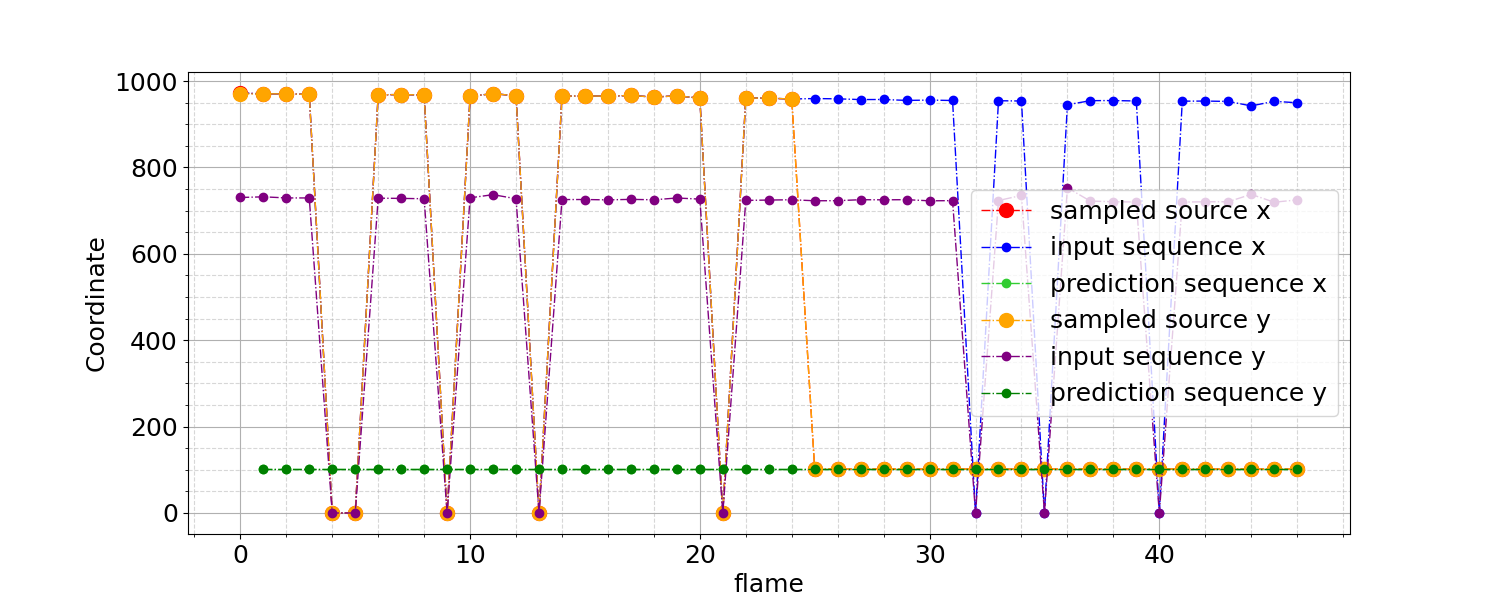 1000
800
600
400
200
0
Coordinate
sampled source x
input sequence x
prediction sequence x
sampled source y
input sequence y
prediction sequence y
0 10 20 30 40
flame